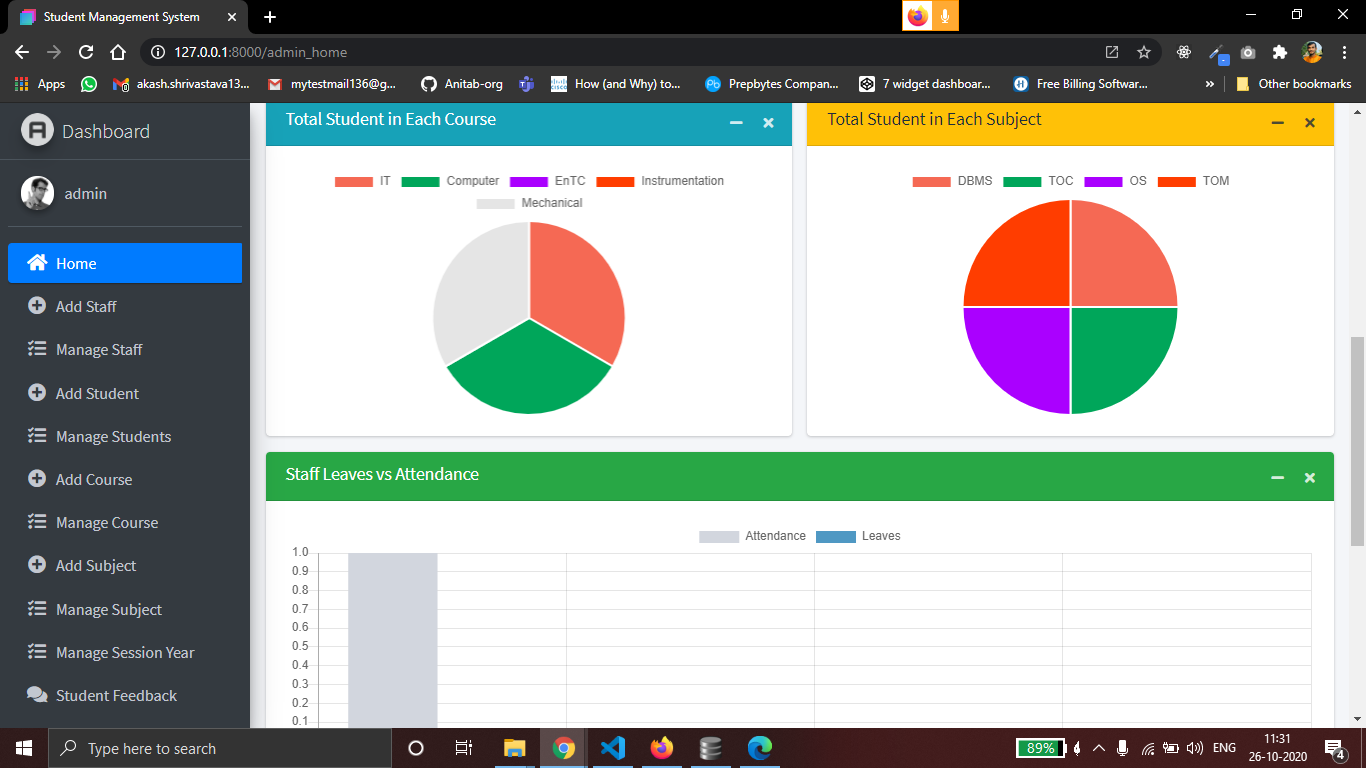 Student Management System
127.0.0.1:8000/admin_home
Apps
akash.shrivastava13...
mytestmail136@g...
Anitab-org
How (and Why) to...
Prepbytes Compan...
7 widget dashboar...
Free Billing Softwar...
»
Other bookmarks
Dashboard
admin
Home
Add Staff
Manage Staff
Add Student
Manage Students
Add Course
Manage Course
Add Subject
Manage Subject
Manage Session Year
Student Feedback
Total Student in Each Course
IT Computer EnTC Instrumentation
Mechanical
Total Student in Each Subject
DBMS TOC OS TOM
Staff Leaves vs Attendance
Attendance Leaves
1.0
0.9
0.8
0.7
0.6
0.5
0.4
0.3
0.2
0.1
Type here to search
89%
ENG
11:31
26-10-2020
4